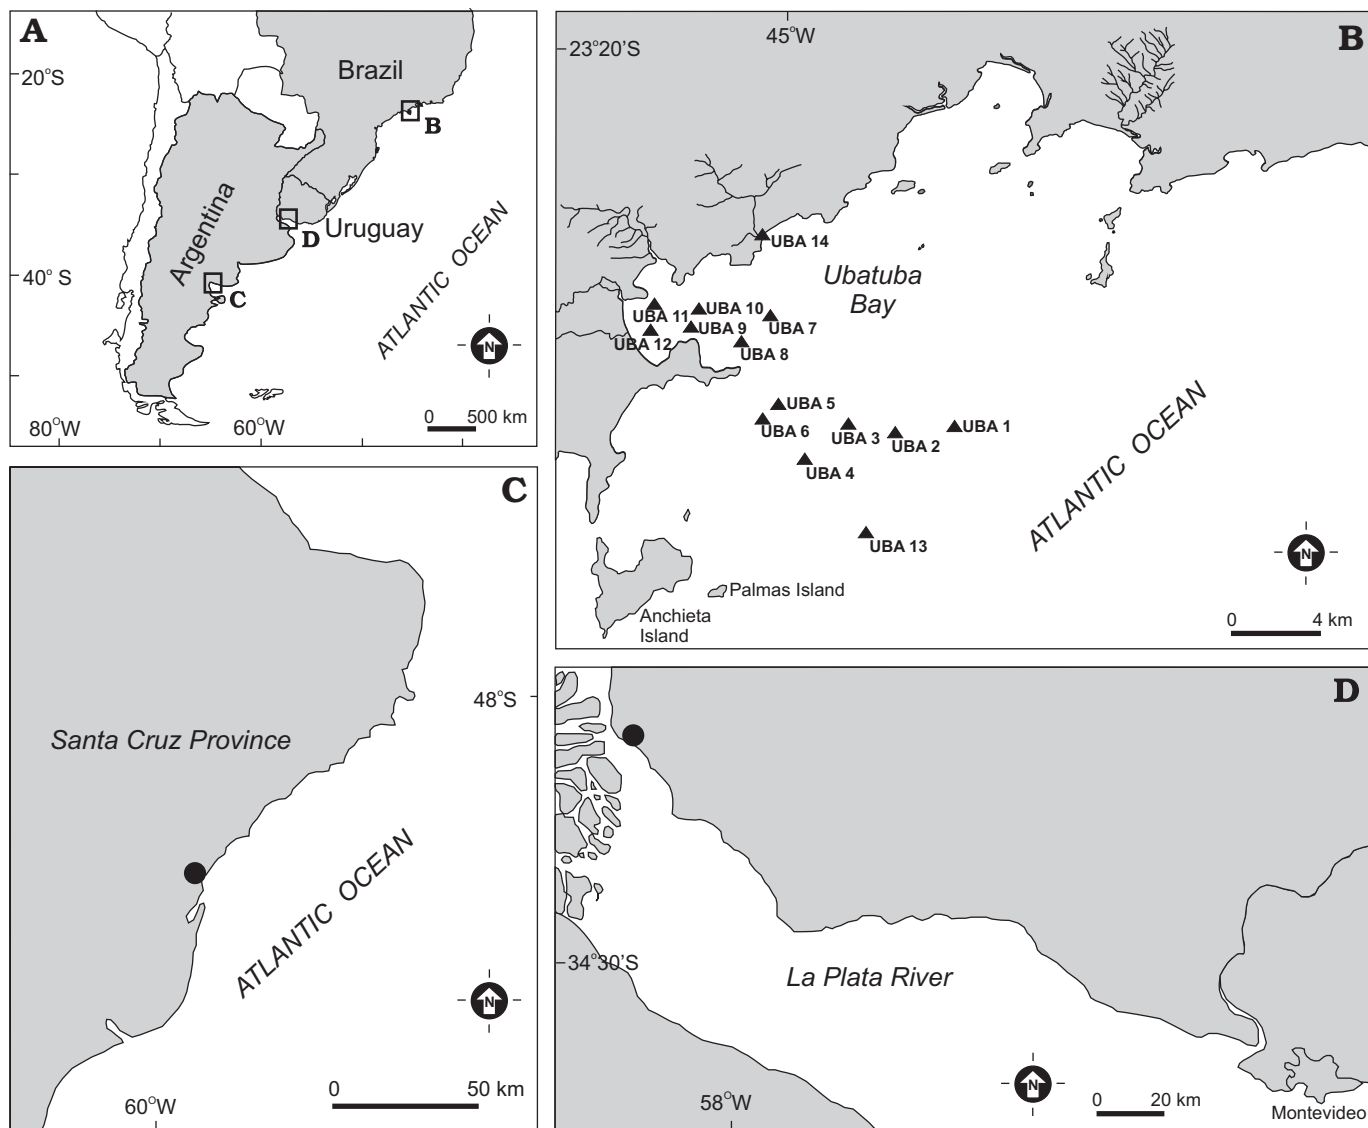 A
20°S
Brazil
B
Argentina
Uruguay
D
40° S
C
ATLANTIC OCEAN
N
0 500 km
80°W
60°W
B
45°W
23°20'S
UBA 14
Ubatuba
Bay
UBA 10
UBA 11
UBA 9
UBA 7
UBA 12
UBA 8
UBA 5
UBA 6
UBA 3
UBA 2
UBA 1
UBA 4
UBA 13
ATLANTIC OCEAN
N
Palmas Island
Anchieta
Island
0 4 km
C
48°S
Santa Cruz Province
ATLANTIC OCEAN
N
0 50 km
60°W
D
34°30'S
La Plata River
N
0 20 km
58°W
Montevideo